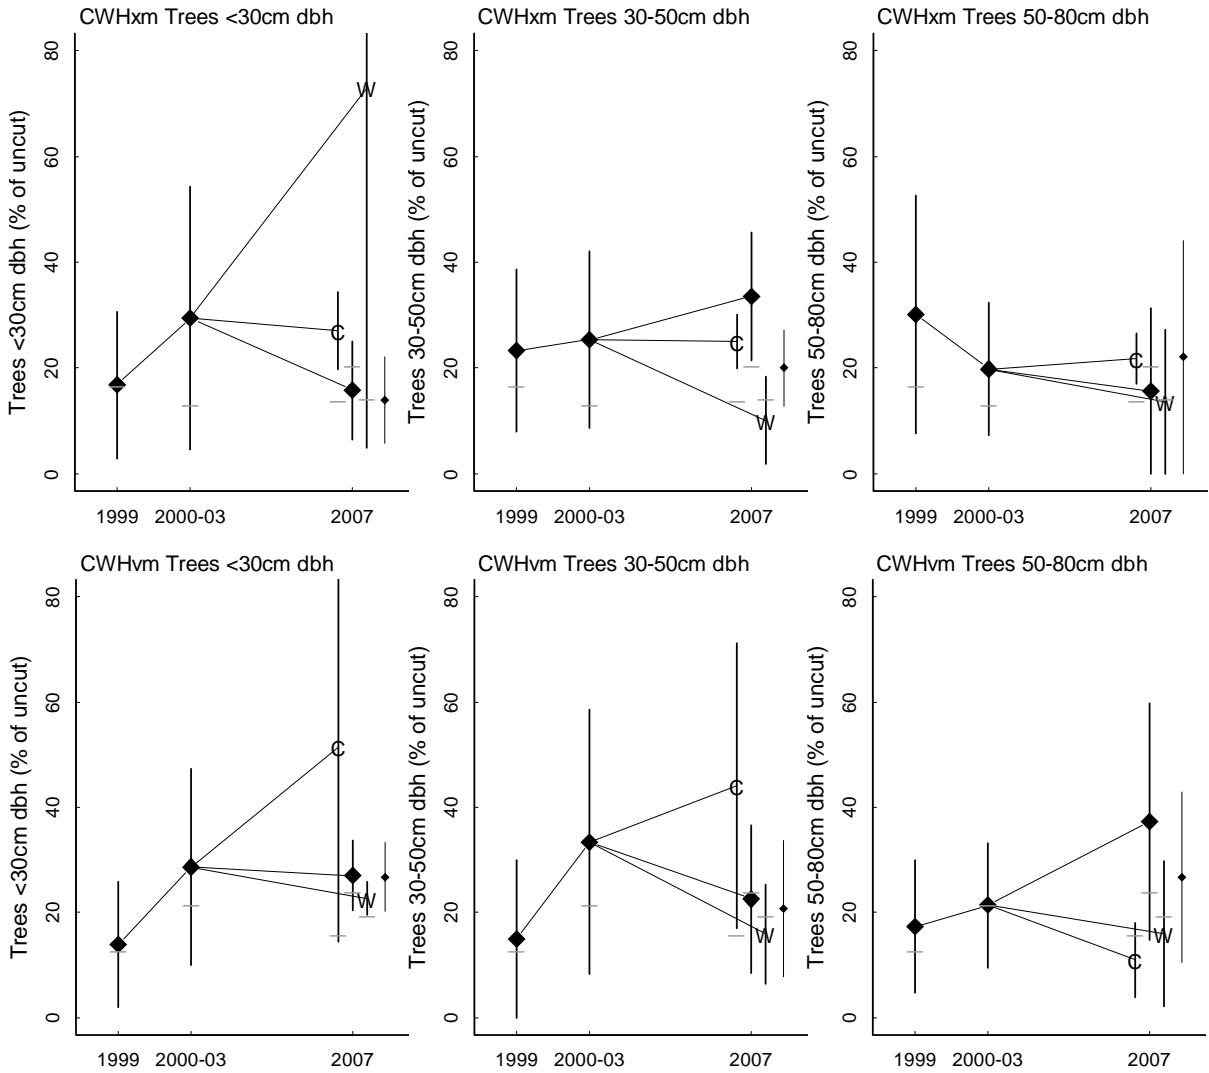 CWHxm Trees <30cm dbh
Trees <30cm dbh (% of uncut)
80
60
40
20
0
W
C
1999 2000-03 2007
CWHxm Trees 30-50cm dbh
Trees 30-50cm dbh (% of uncut)
80
60
40
20
0
C
W
1999 2000-03 2007
CWHxm Trees 50-80cm dbh
Trees 50-80cm dbh (% of uncut)
80
60
40
20
0
C
W
1999 2000-03 2007
CWHvm Trees <30cm dbh
Trees <30cm dbh (% of uncut)
80
60
40
20
0
C
W
1999 2000-03 2007
CWHvm Trees 30-50cm dbh
Trees 30-50cm dbh (% of uncut)
80
60
40
20
0
C
W
1999 2000-03 2007
CWHvm Trees 50-80cm dbh
Trees 50-80cm dbh (% of uncut)
80
60
40
20
0
W
C
1999 2000-03 2007